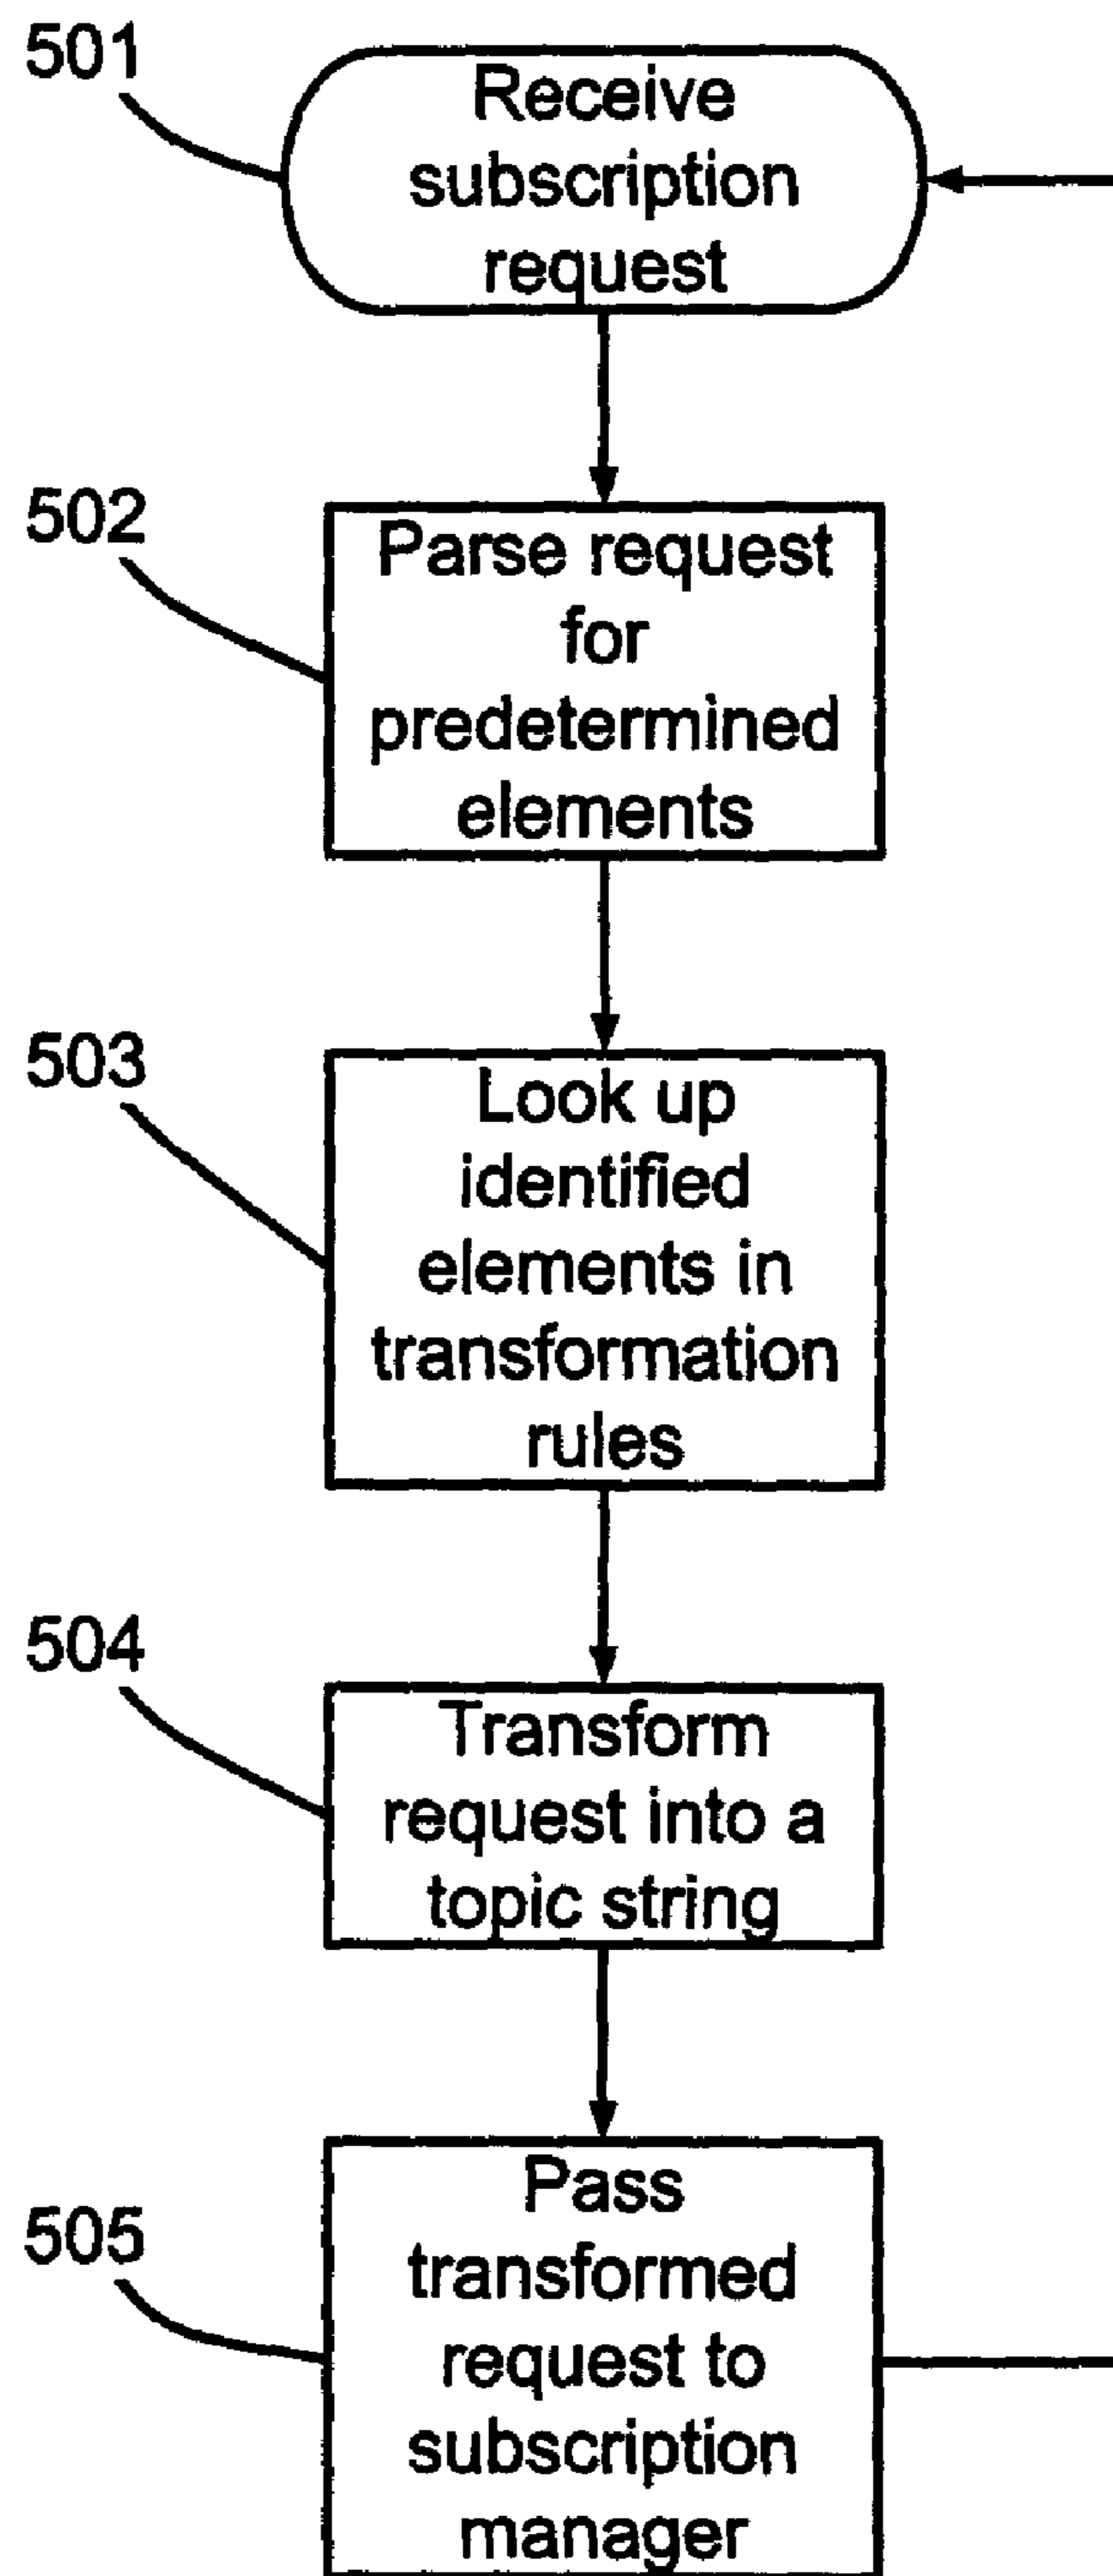 501
Receive
subscription
request
502
Parse request
for
predetermined
elements
503
Look up
identified
elements in
transformation
rules
504
Transform
request into a
topic string
505
Pass
transformed
request to
subscription
manager